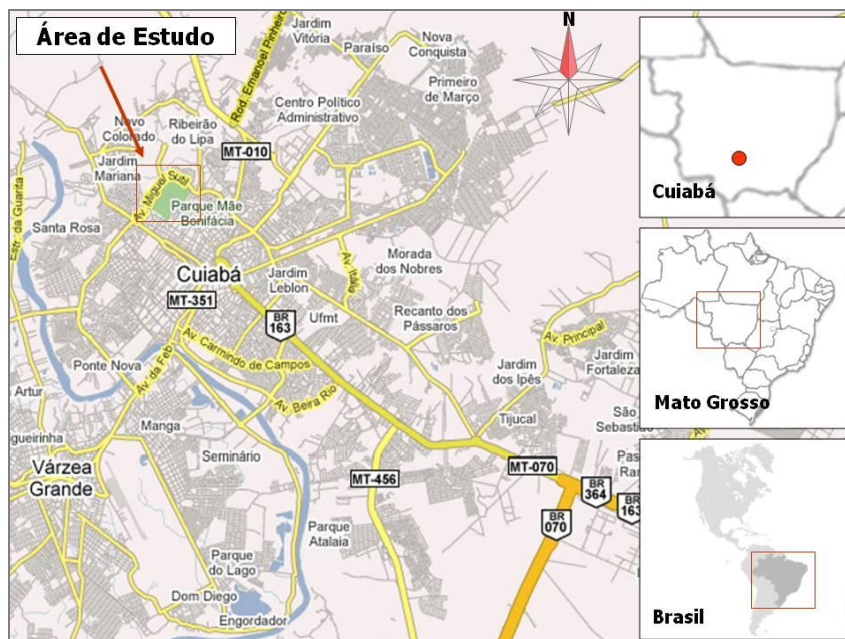 Área de Estudo
N
Jardim
Vitória
Paraíso
Nova
Conquista
Primeiro
de Março
Rod. Emanoel Pinheiro
Centro Político
Administrativo
Novo
Colorado
Ribeirão
do Lipa
MT-010
Jardim
Mariana
Av. Miguel Sutil
Parque Mãe
Bonifácia
Estr. da Guarita
Santa Rosa
Cuiabá
Morada
dos Nobres
Av. Itália
Jardim
Leblon
MT-351
BR
163
Ufmt
Recanto dos
Pássaros
Av. Principal
Ponte Nova
Av. da Feb
Av. Carmindo de Campos
Jardim
Fortaleza
Jardim
dos Ipês
Artur
Av. Beira Rio
Manga
Tijucal
São
Sebastião
gueirinha
Seminário
Várzea
Grande
MT-456
MT-070
BR
364
BR
163
BR
070
Parque
Atalaia
Parque
do Lago
Dom Diego
Engordador
Cuiabá
Mato Grosso
Brasil